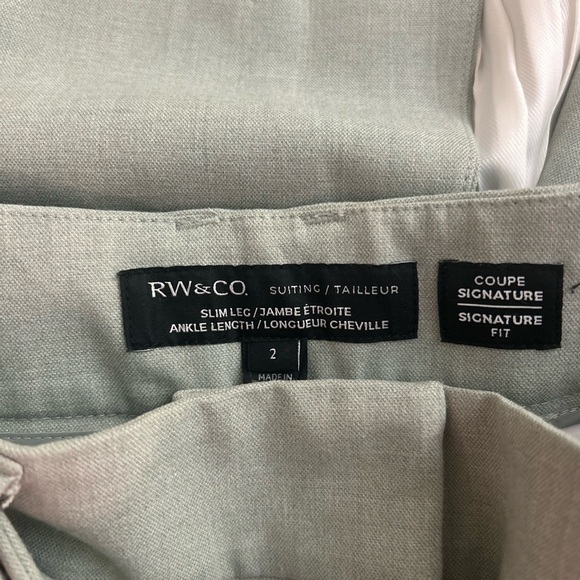 RW&CO. SUITING / TAILLEUR
SLIM LEG / JAMBE ÉTROITE
ANKLE LENGTH / LONGUEUR CHEVILLE
2
MADE IN
COUPE
SIGNATURE
SIGNATURE
FIT